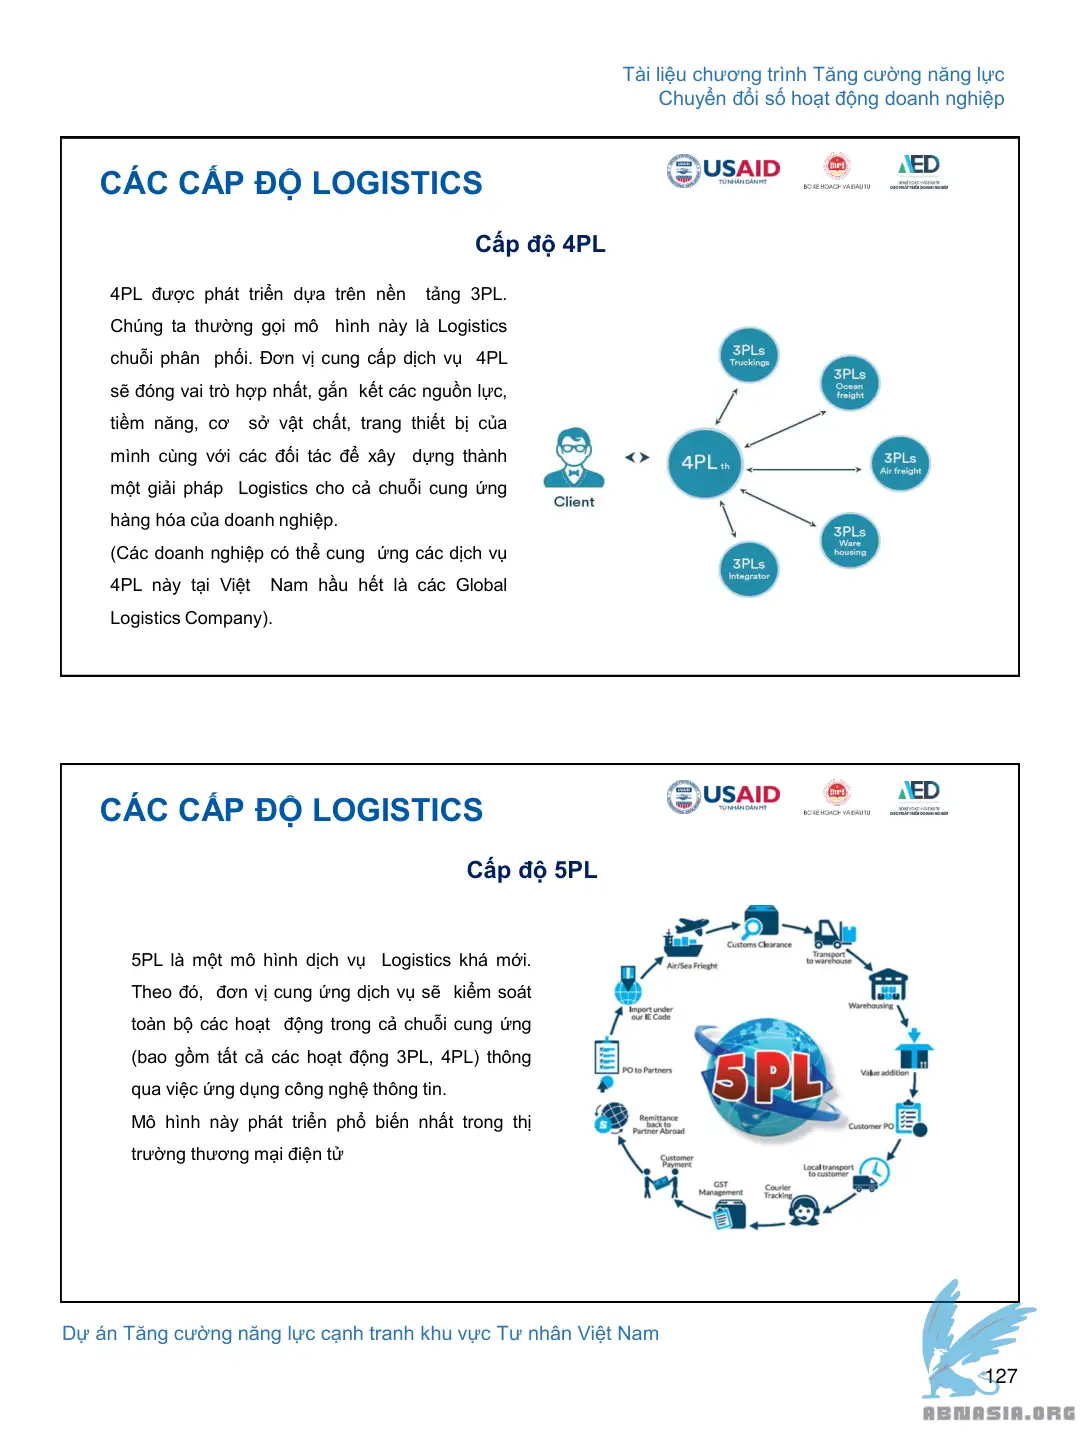 Tài liệu chương trình Tăng cường năng lực
Chuyển đổi số hoạt động doanh nghiệp
CÁC CẤP ĐỘ LOGISTICS
USAID
TỪ NHÂN DÂN MỸ
BỘ KẾ HOẠCH VÀ ĐẦU TƯ
AED
Cấp độ 4PL
4PL được phát triển dựa trên nền tảng 3PL.
Chúng ta thường gọi mô hình này là Logistics
chuỗi phân phối. Đơn vị cung cấp dịch vụ 4PL
sẽ đóng vai trò hợp nhất, gắn kết các nguồn lực,
tiềm năng, cơ sở vật chất, trang thiết bị của
mình cùng với các đối tác để xây dựng thành
một giải pháp Logistics cho cả chuỗi cung ứng
hàng hóa của doanh nghiệp.
(Các doanh nghiệp có thể cung ứng các dịch vụ
4PL này tại Việt Nam hầu hết là các Global
Logistics Company).
3PLs
Truckings
3PLs
Ocean
freight
4PL th
3PLs
Air freight
Client
3PLs
Ware
housing
3PLs
Integrator
CÁC CẤP ĐỘ LOGISTICS
USAID
TỪ NHÂN DÂN MỸ
BỘ KẾ HOẠCH VÀ ĐẦU TƯ
AED
Cấp độ 5PL
5PL là một mô hình dịch vụ Logistics khá mới.
Theo đó, đơn vị cung ứng dịch vụ sẽ kiểm soát
toàn bộ các hoạt động trong cả chuỗi cung ứng
(bao gồm tất cả các hoạt động 3PL, 4PL) thông
qua việc ứng dụng công nghệ thông tin.
Mô hình này phát triển phổ biến nhất trong thị
trường thương mại điện tử
Customs Clearance
Transport
to warehouse
Air/Sea Frieght
Warehousing
Import under
our IE Code
5PL
PO to Partners
Value addition
Remittance
back to
Partner Abroad
Customer PO
Customer
Payment
Local transport
to customer
GST
Management
Courier
Tracking
Dự án Tăng cường năng lực cạnh tranh khu vực Tư nhân Việt Nam
127
ABNASIA.ORG